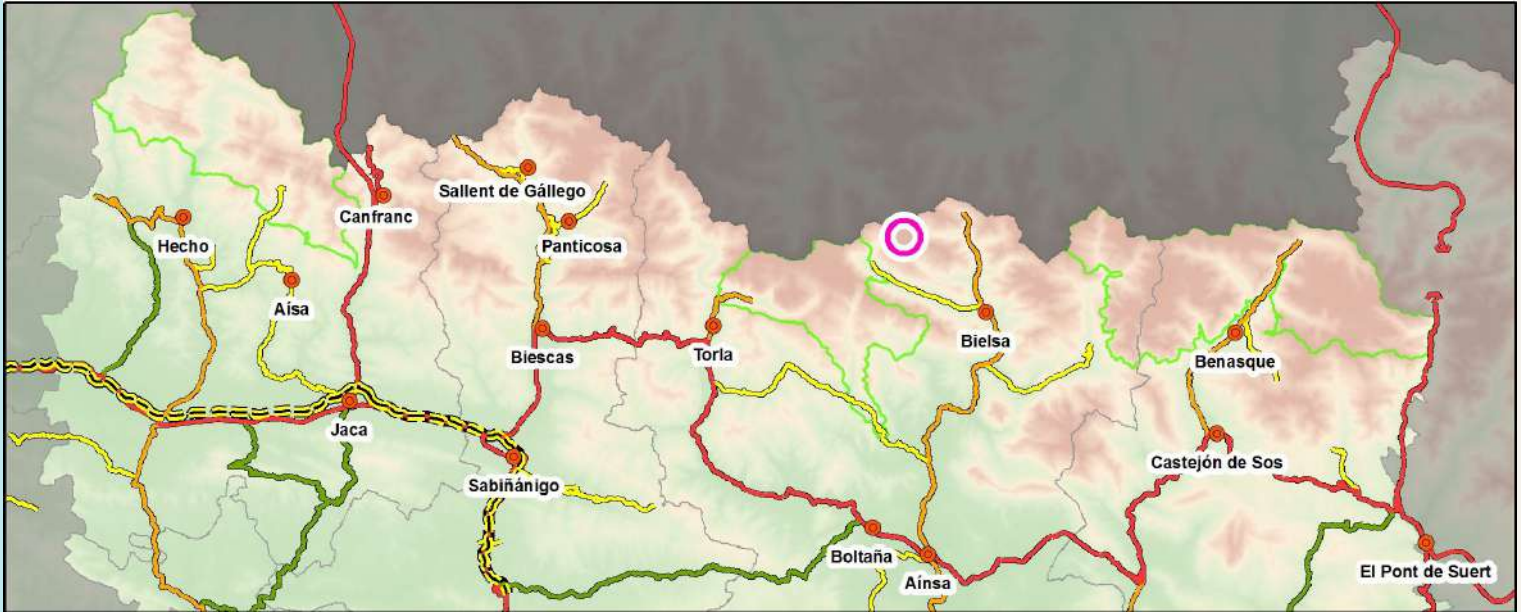 Sallent de Gállego
Canfranc
Hecho
Panticosa
Aísa
Biescas
Torla
Bielsa
Benasque
Jaca
Castejón de Sos
Sabiñánigo
Boltaña
Aínsa
El Pont de Suert